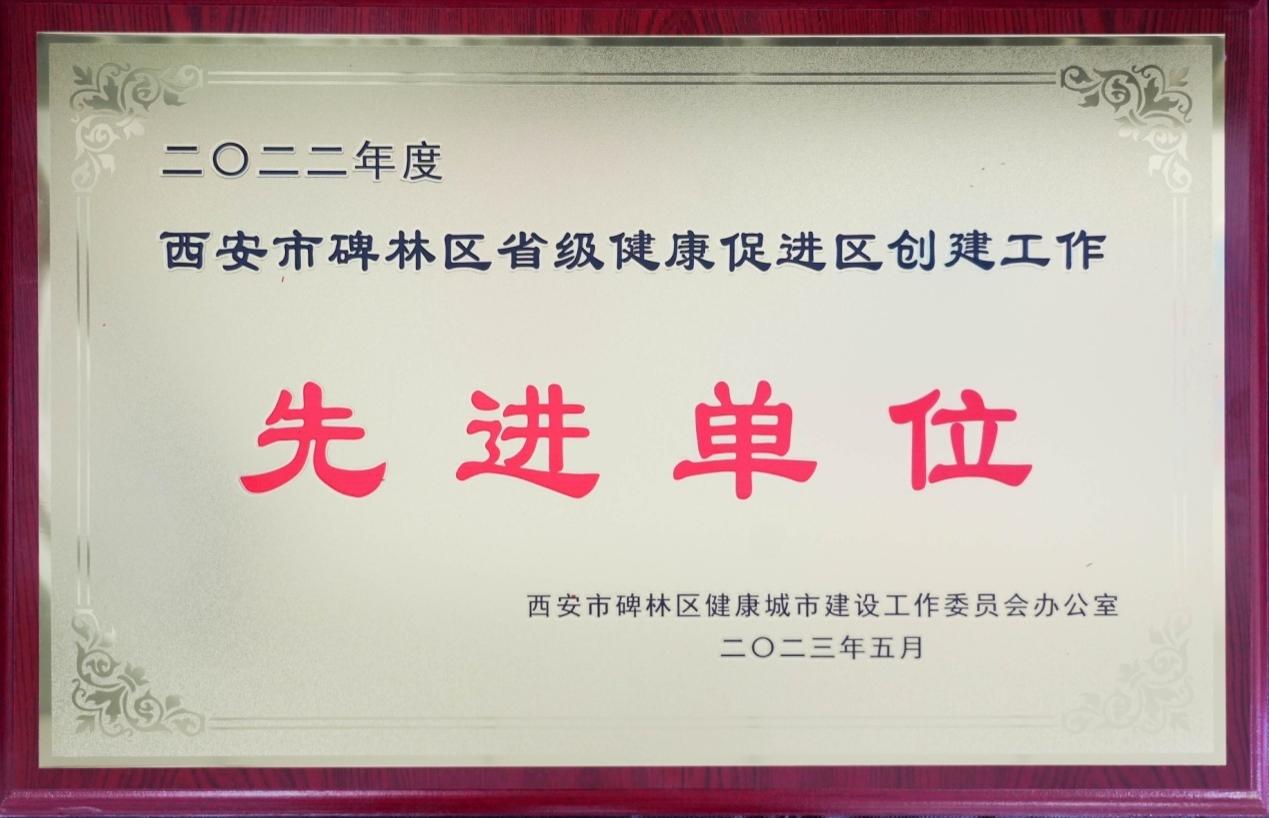 二〇二二年度
西安市碑林区省级健康促进区创建工作
先进单位
西安市碑林区健康城市建设工作委员会办公室
二〇二三年五月